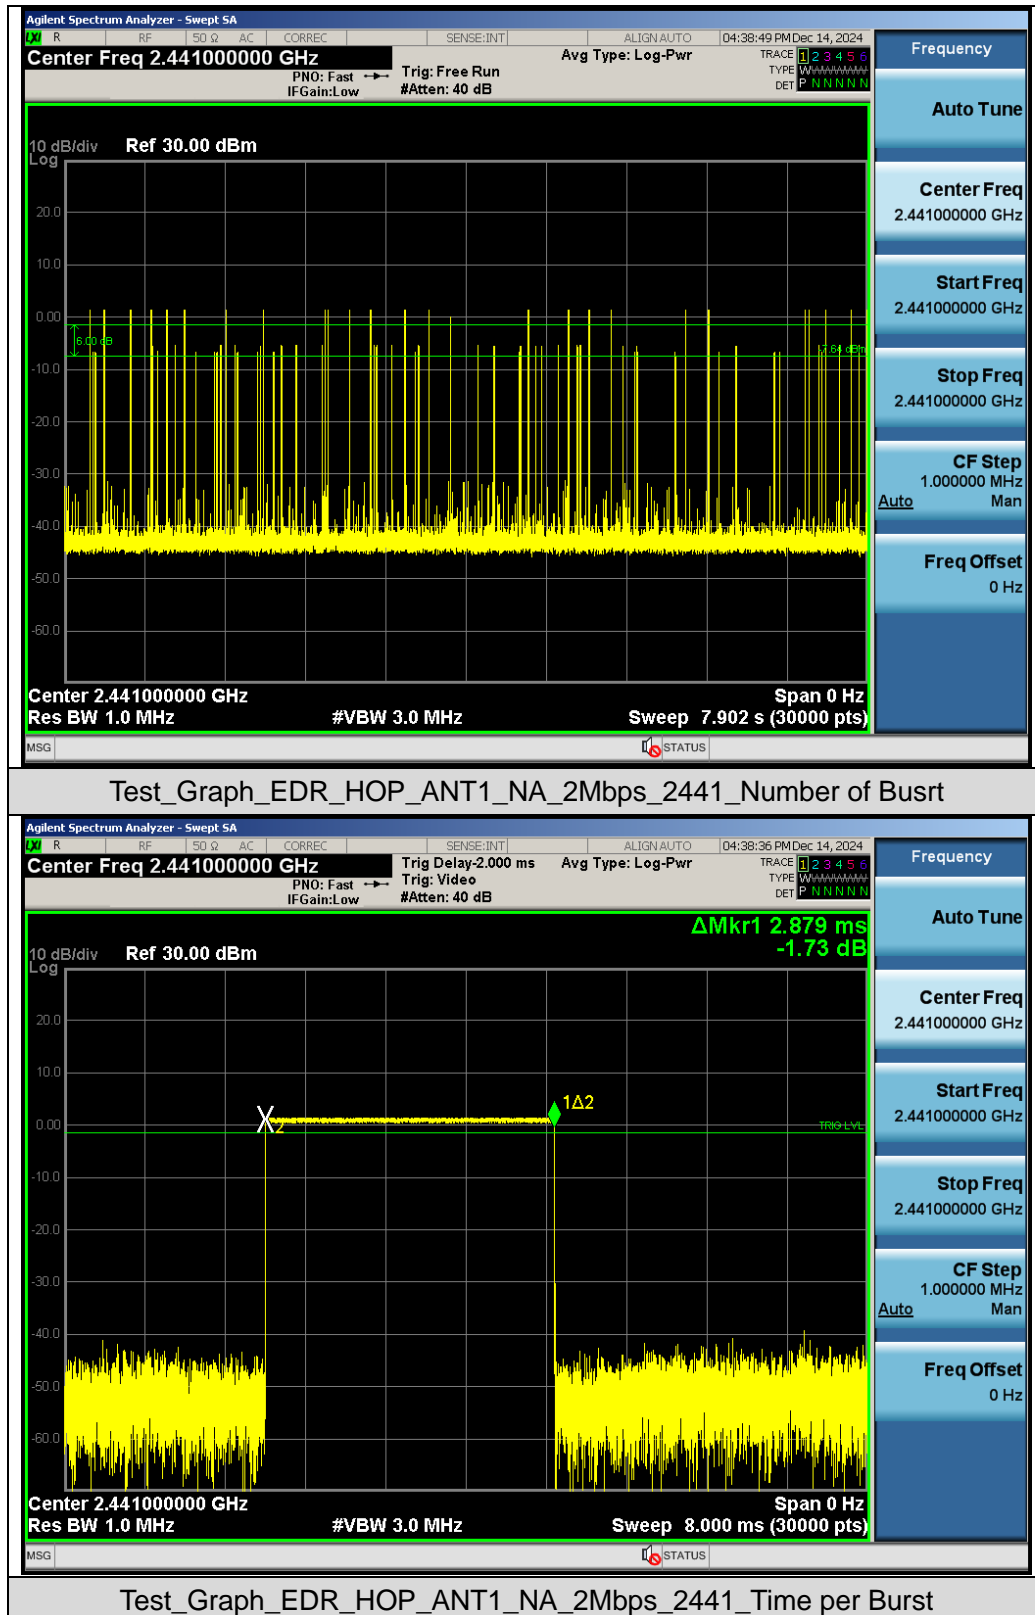 Agilent Spectrum Analyzer - Swept SA
LXI R RF 50 Ω AC CORREC SENSE:INT ALIGN AUTO 04:38:49 PM Dec 14, 2024
Center Freq 2.441000000 GHz
PNO: Fast
IFGain:Low
Trig: Free Run
#Atten: 40 dB
Avg Type: Log-Pwr
TRACE 1 2 3 4 5 6
TYPE W
DET P N N N N N
Frequency
Auto Tune
Center Freq
2.441000000 GHz
Start Freq
2.441000000 GHz
Stop Freq
2.441000000 GHz
CF Step
1.000000 MHz
Auto Man
Freq Offset
0 Hz
10 dB/div Ref 30.00 dBm
Log
20.0
10.0
0.00
6.00 dB
-7.64 dBm
-10.0
-20.0
-30.0
-40.0
-50.0
-60.0
Center 2.441000000 GHz Span 0 Hz
Res BW 1.0 MHz #VBW 3.0 MHz Sweep 7.902 s (30000 pts)
MSG STATUS
Test_Graph_EDR_HOP_ANT1_NA_2Mbps_2441_Number of Busrt
Agilent Spectrum Analyzer - Swept SA
LXI R RF 50 Ω AC CORREC SENSE:INT ALIGN AUTO 04:38:36 PM Dec 14, 2024
Center Freq 2.441000000 GHz
PNO: Fast
IFGain:Low
Trig Delay-2.000 ms
Trig: Video
#Atten: 40 dB
Avg Type: Log-Pwr
TRACE 1 2 3 4 5 6
TYPE W
DET P N N N N N
Frequency
Auto Tune
Center Freq
2.441000000 GHz
Start Freq
2.441000000 GHz
Stop Freq
2.441000000 GHz
CF Step
1.000000 MHz
Auto Man
Freq Offset
0 Hz
ΔMkr1 2.879 ms
-1.73 dB
10 dB/div Ref 30.00 dBm
Log
20.0
10.0
1Δ2
0.00
2
TRIG LVL
-10.0
-20.0
-30.0
-40.0
-50.0
-60.0
Center 2.441000000 GHz Span 0 Hz
Res BW 1.0 MHz #VBW 3.0 MHz Sweep 8.000 ms (30000 pts)
MSG STATUS
Test_Graph_EDR_HOP_ANT1_NA_2Mbps_2441_Time per Burst